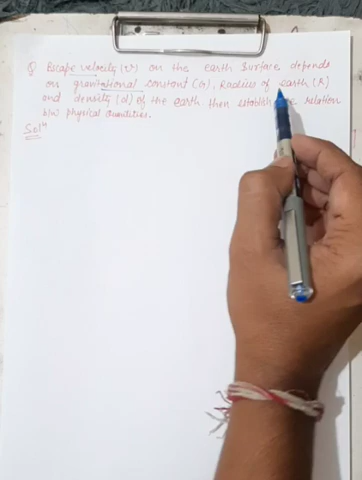 Q Escape velocity (v) on the earth surface depends
on gravitational constant (G), Radius of earth (R)
and density (d) of the earth then establish relation
b/w physical Quantities.
Solⁿ